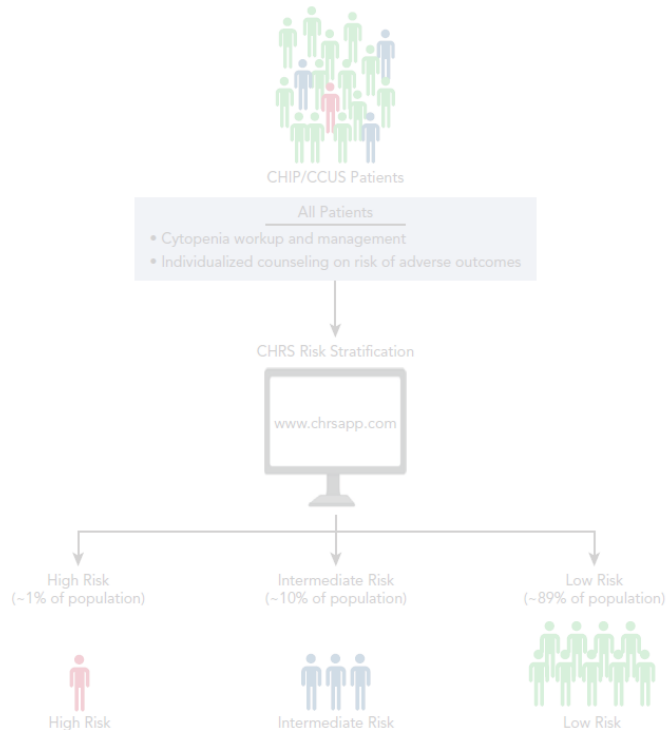 CHIP/CCUS Patients
All Patients
• Cytopenia workup and management
• Individualized counseling on risk of adverse outcomes
CHRS Risk Stratification
www.chrsapp.com
High Risk
(~1% of population)
Intermediate Risk
(~10% of population)
Low Risk
(~89% of population)
High Risk
Intermediate Risk
Low Risk